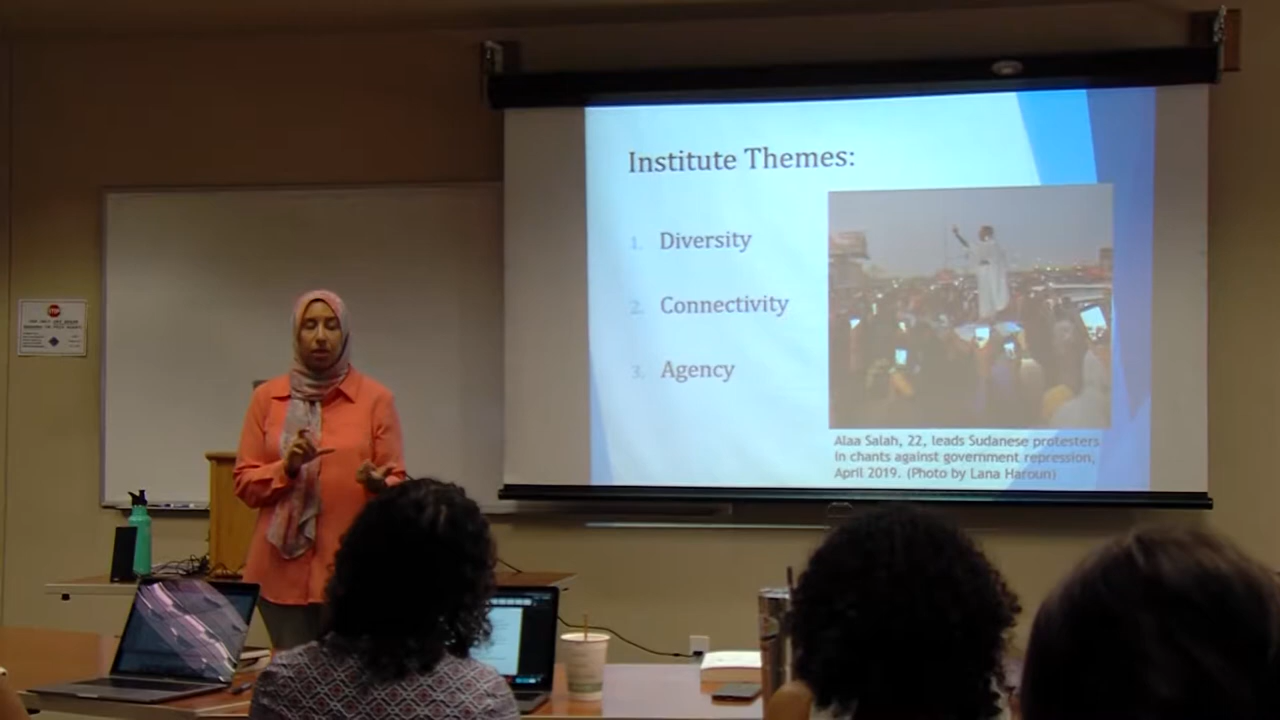 Institute Themes:
1. Diversity
2. Connectivity
3. Agency
Alaa Salah, 22, leads Sudanese protesters
in chants against government repression,
April 2019. (Photo by Lana Haroun)
STOP